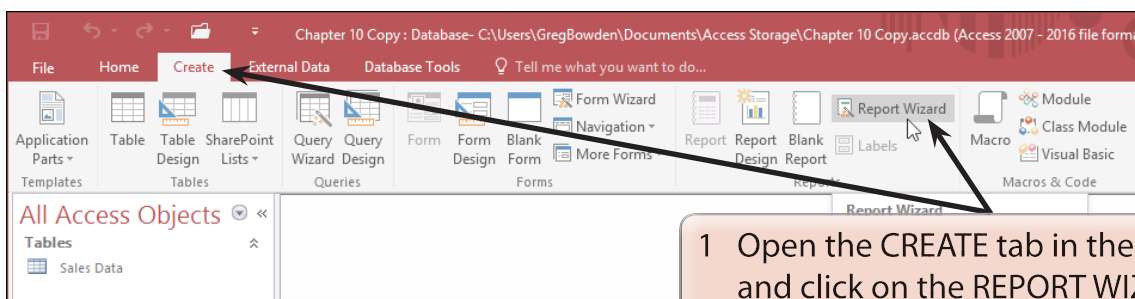 Chapter 10 Copy : Database- C:\Users\GregBowden\Documents\Access Storage\Chapter 10 Copy.accdb (Access 2007 - 2016 file forma
File Home Create External Data Database Tools Tell me what you want to do...
Application Parts
Table
Table Design
SharePoint Lists
Query Wizard
Query Design
Form
Form Design
Blank Form
Form Wizard
Navigation
More Forms
Report
Report Design
Blank Report
Report Wizard
Labels
Macro
Module
Class Module
Visual Basic
Templates Tables Queries Forms Reports Macros & Code
All Access Objects
Tables
Sales Data
Report Wizard
1 Open the CREATE tab in the
and click on the REPORT WIZ